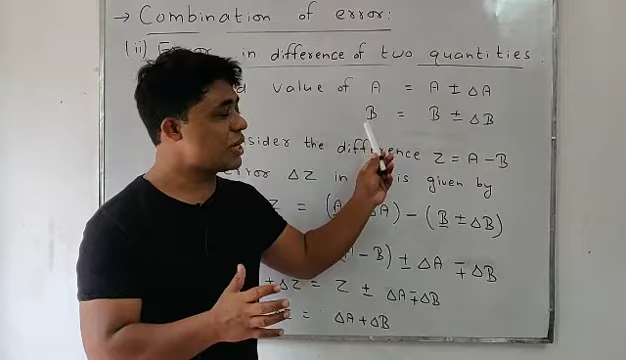 → Combination of error:
(ii) Error in difference of two quantities.
value of A = A ± ΔA
B = B ± ΔB
the difference Z = A - B
ΔZ in is given by
Z = (A ΔA) - (B ± ΔB)
- B) ± ΔA ∓ ΔB
± ΔZ = Z ± ΔA ∓ ΔB
= ΔA + ΔB